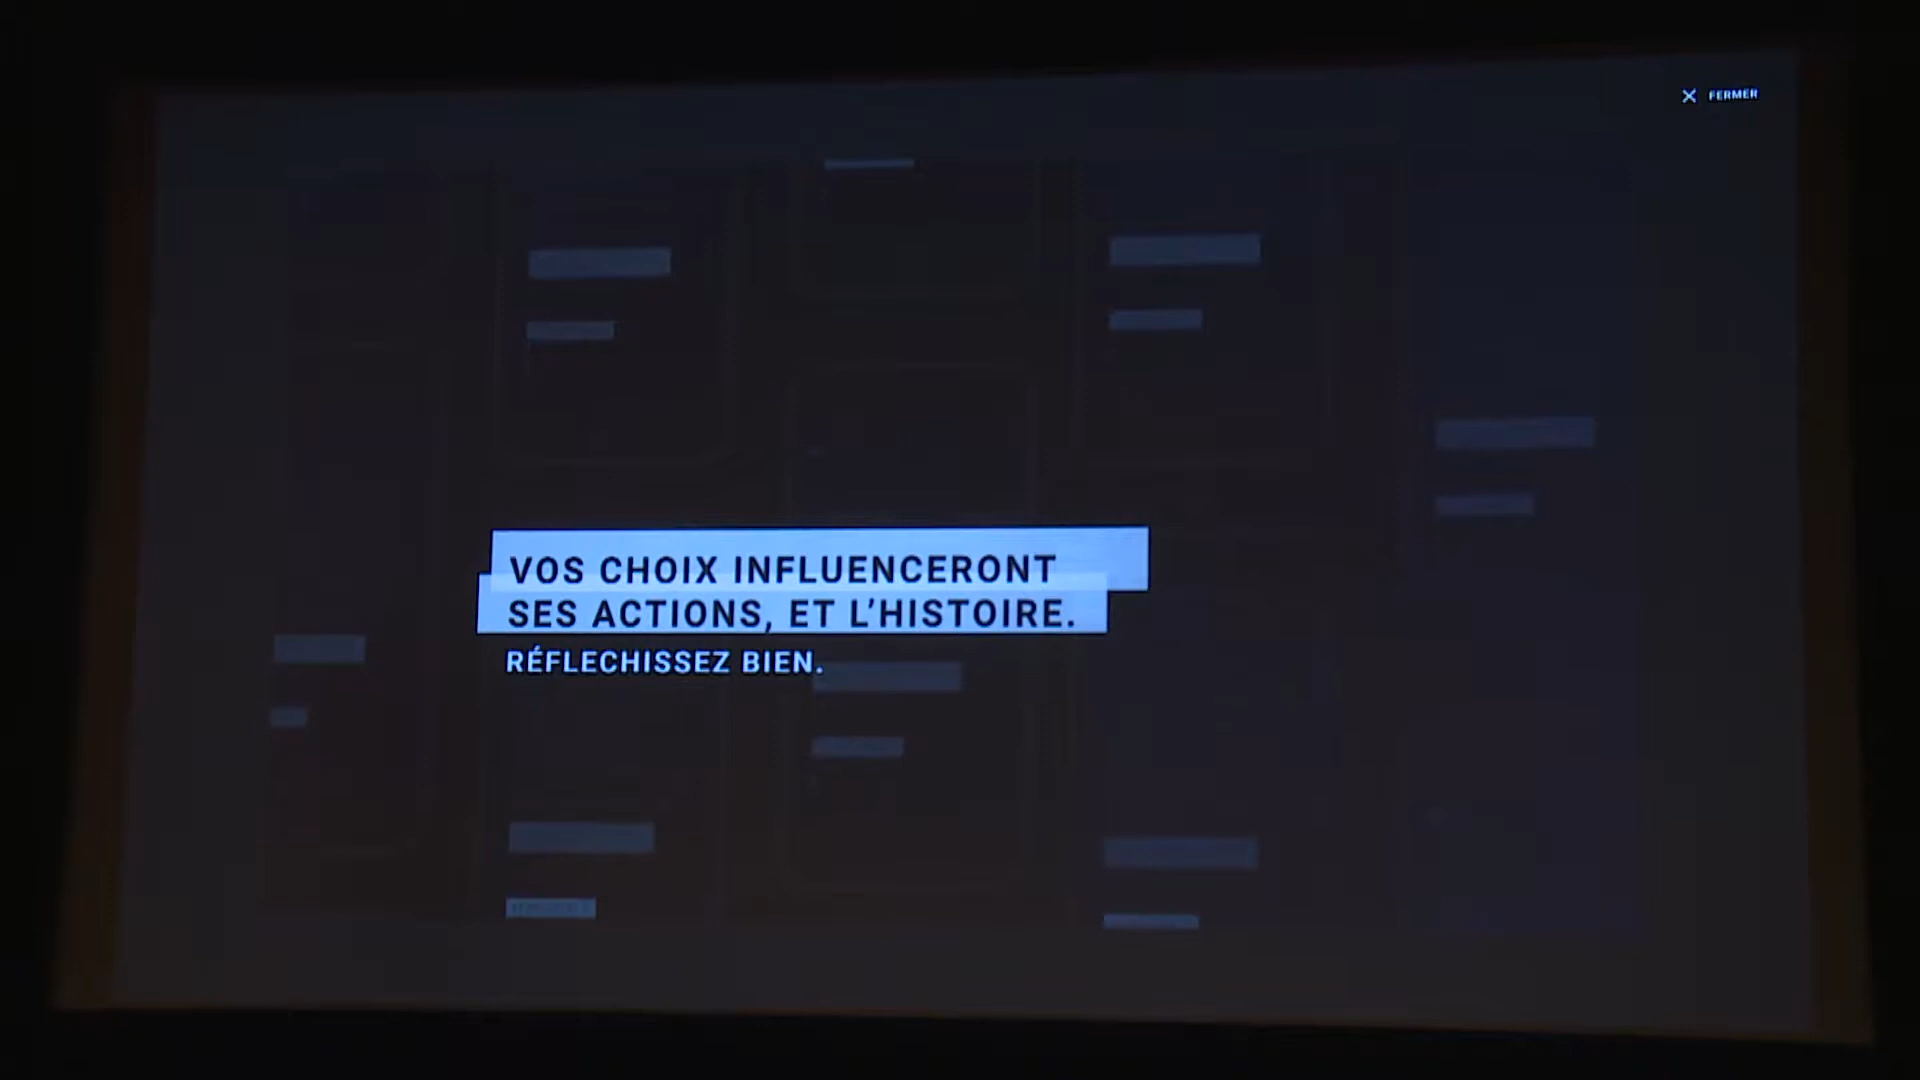 FERMER
VOS CHOIX INFLUENCERONT
SES ACTIONS, ET L'HISTOIRE.
RÉFLECHISSEZ BIEN.